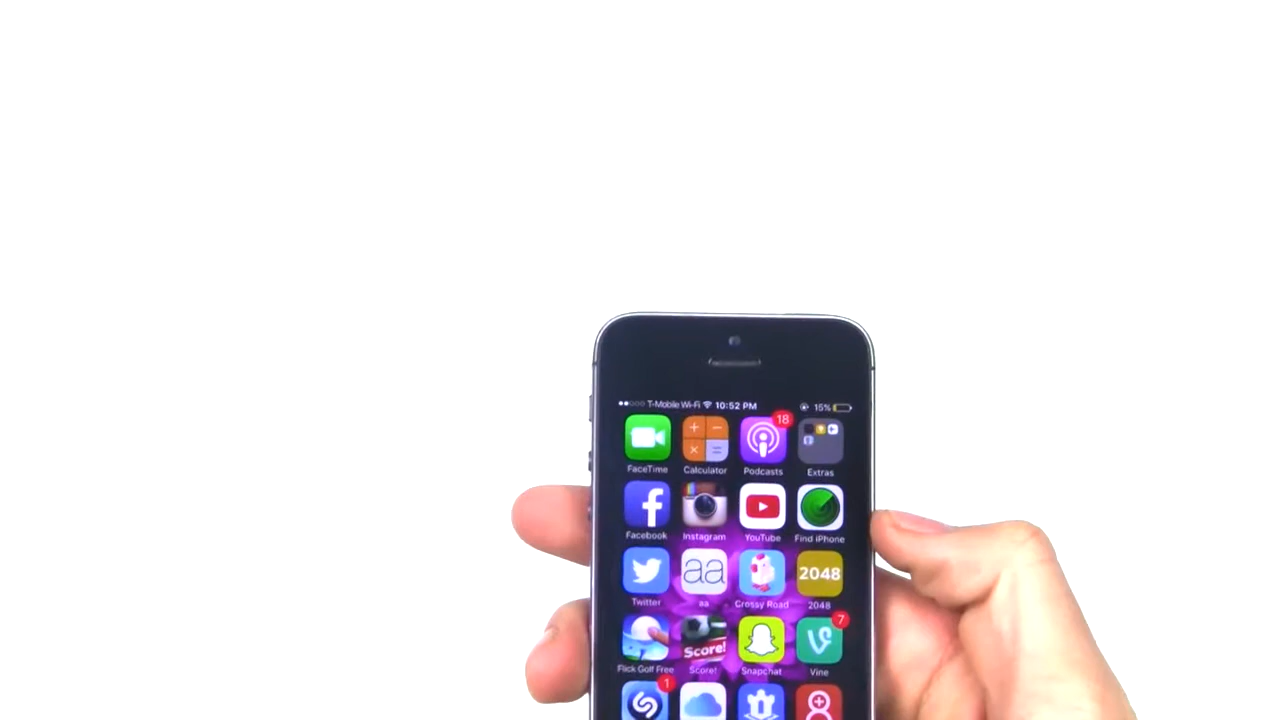 T-Mobile Wi-Fi 10:52 PM 15%
18
FaceTime Calculator Podcasts Extras
Facebook Instagram YouTube Find iPhone
aa 2048
Twitter aa Crossy Road 2048
7
Score!
Flick Golf Free Score! Snapchat Vine
1